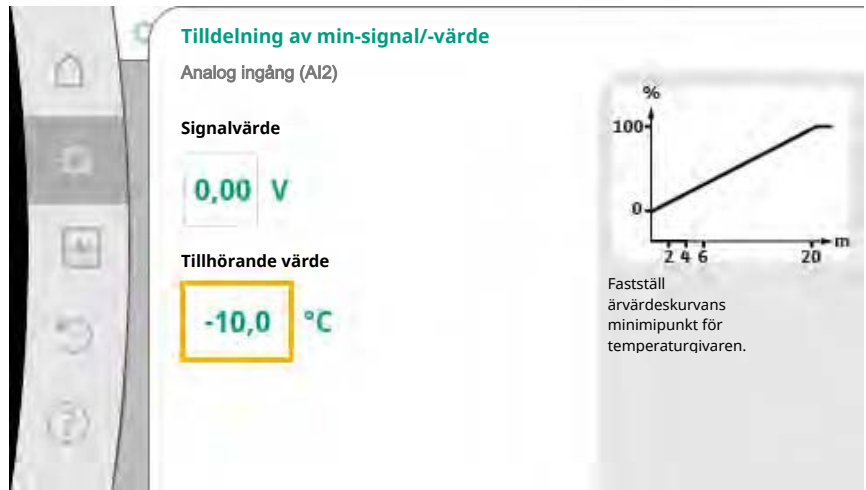 Tilldelning av min-signal/-värde
Analog ingång (AI2)
Signalvärde
0,00 V
Tillhörande värde
-10,0 °C
%
100
0
2 4 6 20
m
Fastställ
ärvärdeskurvans
minimipunkt för
temperaturgivaren.